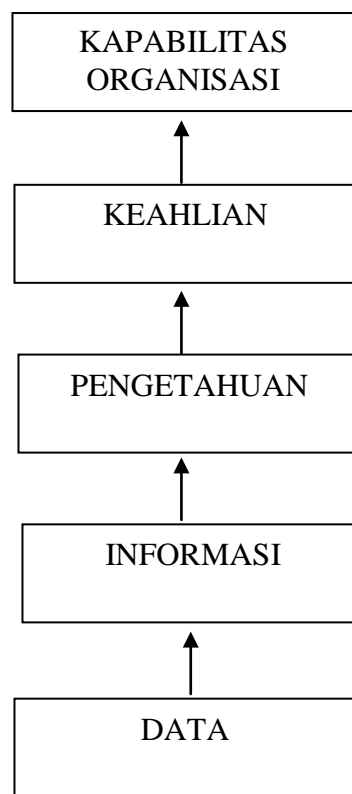 KAPABILITAS
ORGANISASI
KEAHLIAN
PENGETAHUAN
INFORMASI
DATA